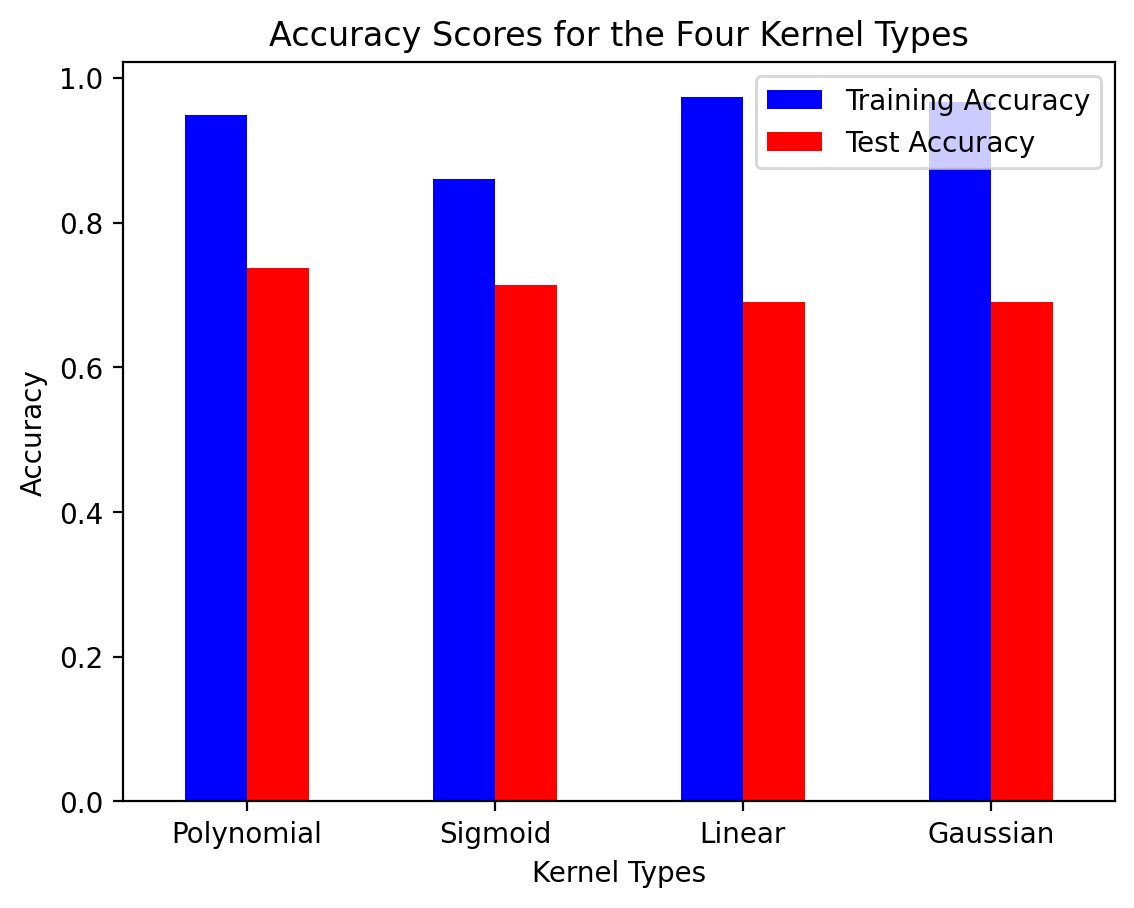 Accuracy Scores for the Four Kernel Types
Training Accuracy
Test Accuracy
1.0
0.8
0.6
0.4
0.2
0.0
Accuracy
Polynomial Sigmoid Linear Gaussian
Kernel Types